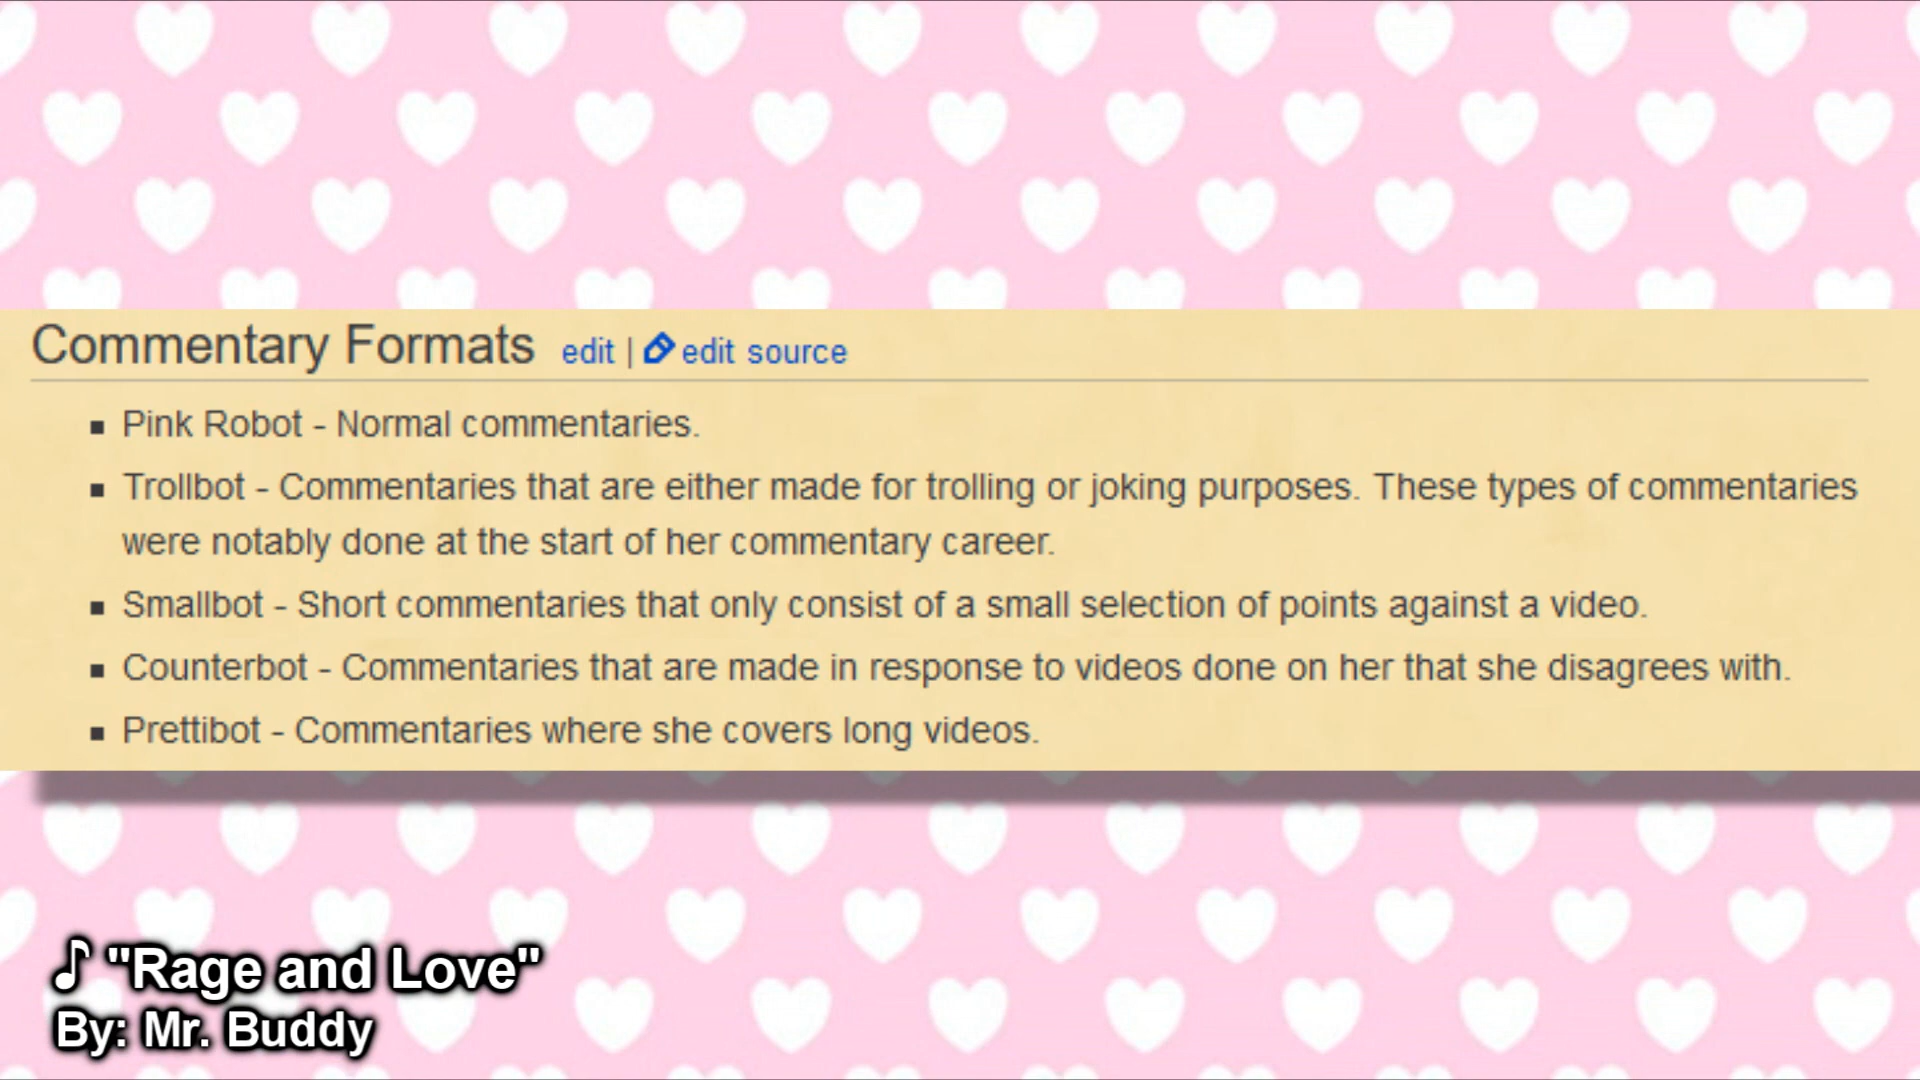 Commentary Formats edit | edit source
▪ Pink Robot - Normal commentaries.
▪ Trollbot - Commentaries that are either made for trolling or joking purposes. These types of commentaries
were notably done at the start of her commentary career.
▪ Smallbot - Short commentaries that only consist of a small selection of points against a video.
▪ Counterbot - Commentaries that are made in response to videos done on her that she disagrees with.
▪ Prettibot - Commentaries where she covers long videos.
♪ "Rage and Love"
By: Mr. Buddy